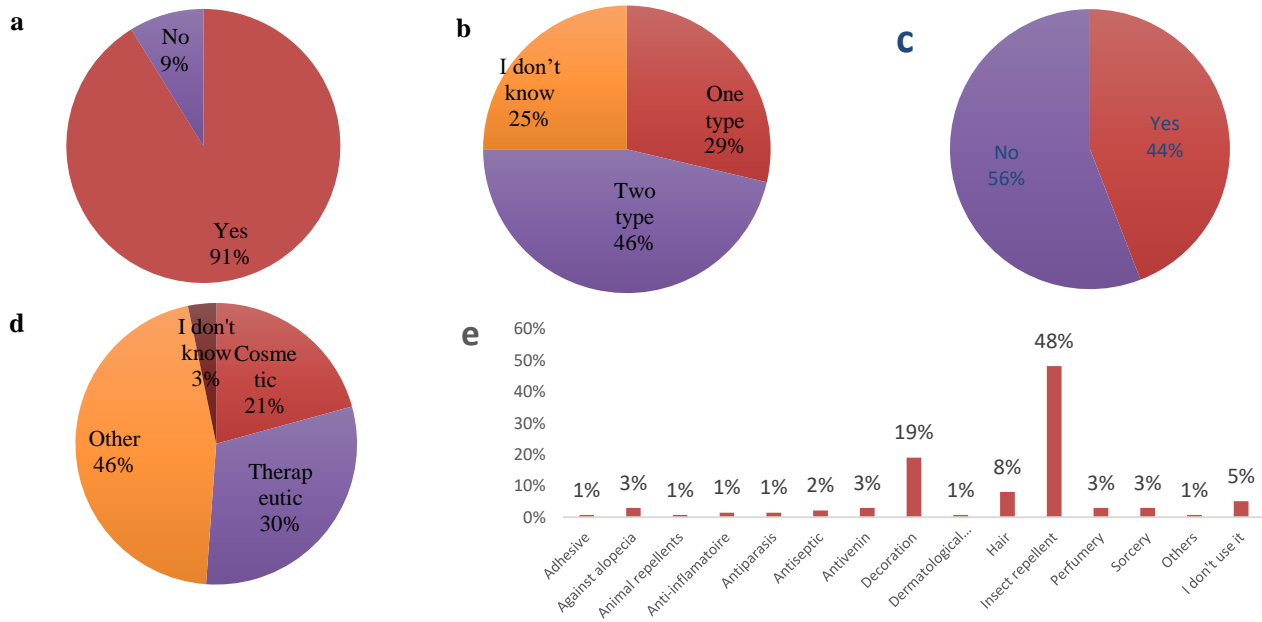 a
No
9%
Yes
91%
b
I don’t
know
25%
One
type
29%
Two
type
46%
c
Yes
44%
No
56%
d
I don't
know
3%
Cosme
tic
21%
Other
46%
Therap
eutic
30%
e
60%
50%
40%
30%
20%
10%
0%
1%
3%
1%
1%
1%
2%
3%
19%
1%
8%
48%
3%
3%
1%
5%
Adhesive
Against alopecia
Animal repellents
Anti-inflamatoire
Antiparasis
Antiseptic
Antivenin
Decoration
Dermatological...
Hair
Insect repellent
Perfumery
Sorcery
Others
I don't use it